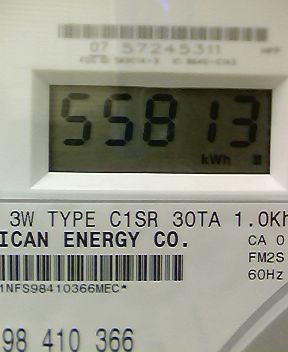 07 57245311
55813
kWh
3W TYPE C1SR 30TA 1.0Kh
ICAN ENERGY CO.
CA 0
FM2S
60Hz
1NFS98410366MEC*
98 410 366